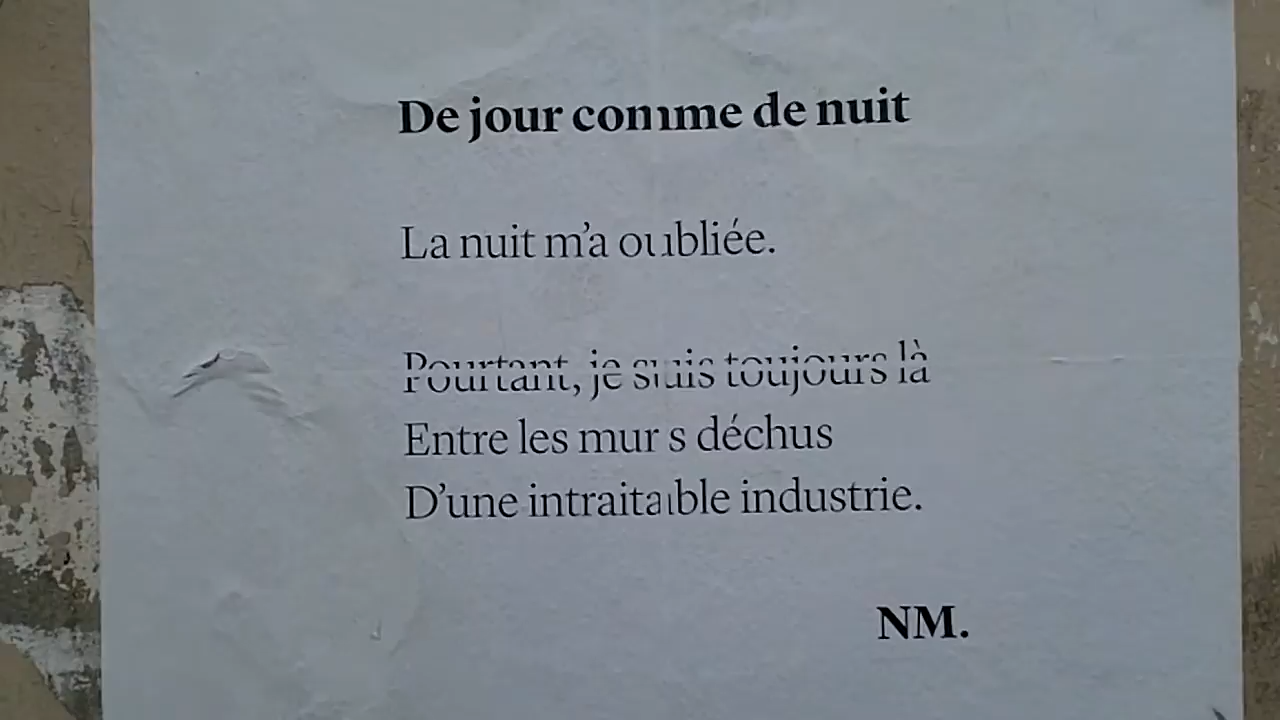 De jour comme de nuit
La nuit m’a oubliée.
Pourtant, je suis toujours là
Entre les murs déchus
D’une intraitable industrie.
NM.